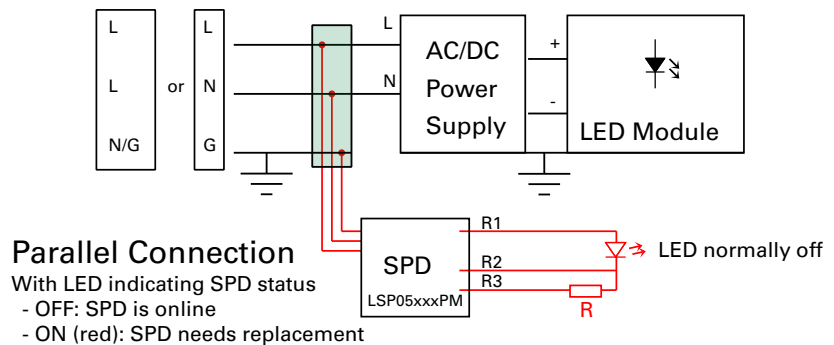 L
L
N/G
or
L
N
G
L
N
AC/DC
Power
Supply
+
-
LED Module
SPD
LSP05xxxPM
R1
R2
R3
R
LED normally off
Parallel Connection
With LED indicating SPD status
- OFF: SPD is online
- ON (red): SPD needs replacement